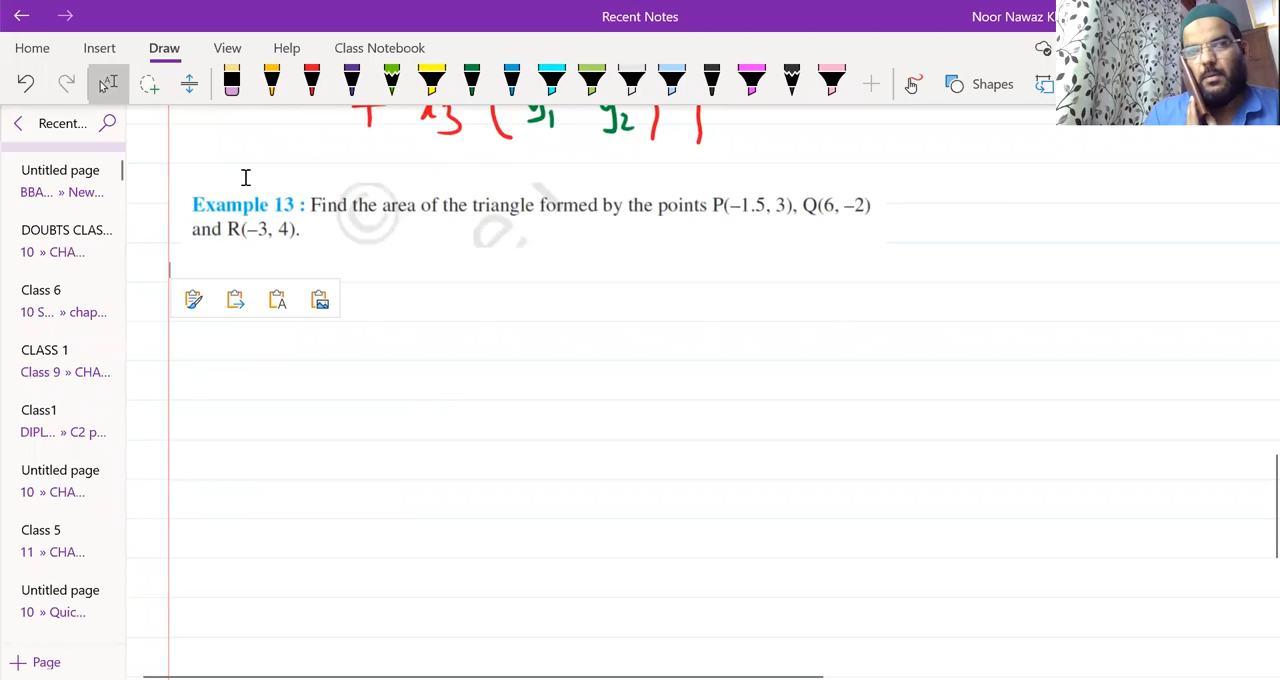 Recent Notes
Noor Nawaz K
Home Insert Draw View Help Class Notebook
Shapes
Recent...
+ x3 ( y1 y2 ) |
Untitled page
BBA... » New...
DOUBTS CLAS...
10 » CHA...
Class 6
10 S... » chap...
CLASS 1
Class 9 » CHA...
Class1
DIPL... » C2 p...
Untitled page
10 » CHA...
Class 5
11 » CHA...
Untitled page
10 » Quic...
Page
Example 13 : Find the area of the triangle formed by the points P(–1.5, 3), Q(6, –2)
and R(–3, 4).